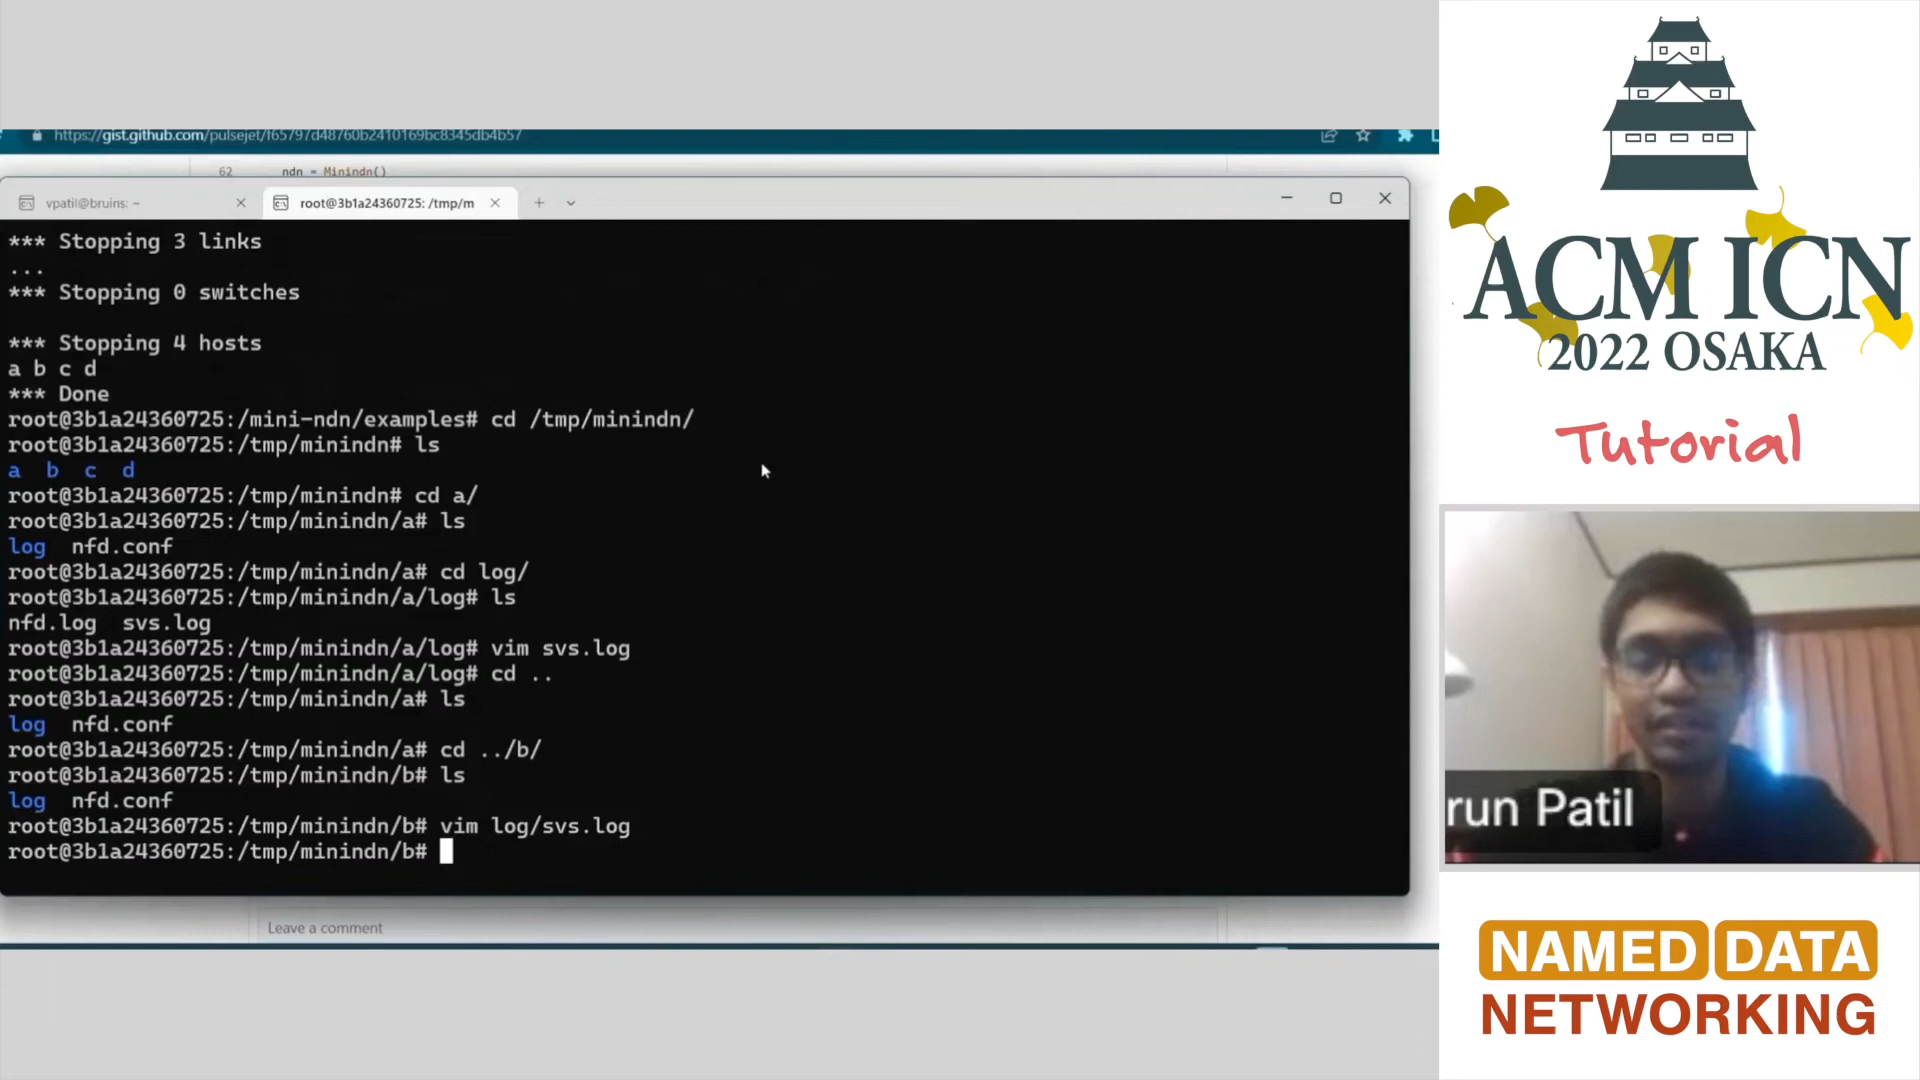 https://gist.github.com/pulsejet/f65797d48760b2410169bc8345db4b57
62 ndn = Minindn()
vpatil@bruins: ~
root@3b1a24360725: /tmp/m
*** Stopping 3 links
...
*** Stopping 0 switches
*** Stopping 4 hosts
a b c d
*** Done
root@3b1a24360725:/mini-ndn/examples# cd /tmp/minindn/
root@3b1a24360725:/tmp/minindn# ls
a b c d
root@3b1a24360725:/tmp/minindn# cd a/
root@3b1a24360725:/tmp/minindn/a# ls
log nfd.conf
root@3b1a24360725:/tmp/minindn/a# cd log/
root@3b1a24360725:/tmp/minindn/a/log# ls
nfd.log svs.log
root@3b1a24360725:/tmp/minindn/a/log# vim svs.log
root@3b1a24360725:/tmp/minindn/a/log# cd ..
root@3b1a24360725:/tmp/minindn/a# ls
log nfd.conf
root@3b1a24360725:/tmp/minindn/a# cd ../b/
root@3b1a24360725:/tmp/minindn/b# ls
log nfd.conf
root@3b1a24360725:/tmp/minindn/b# vim log/svs.log
root@3b1a24360725:/tmp/minindn/b#
Leave a comment
ACM ICN
2022 OSAKA
Tutorial
run Patil
NAMED DATA
NETWORKING